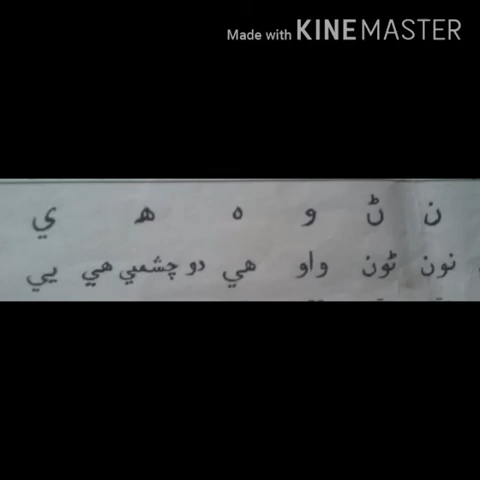 Made with KINEMASTER
ن ڻ و ه ھ ي
نون ڻون واو هي دو چشمي هي يي